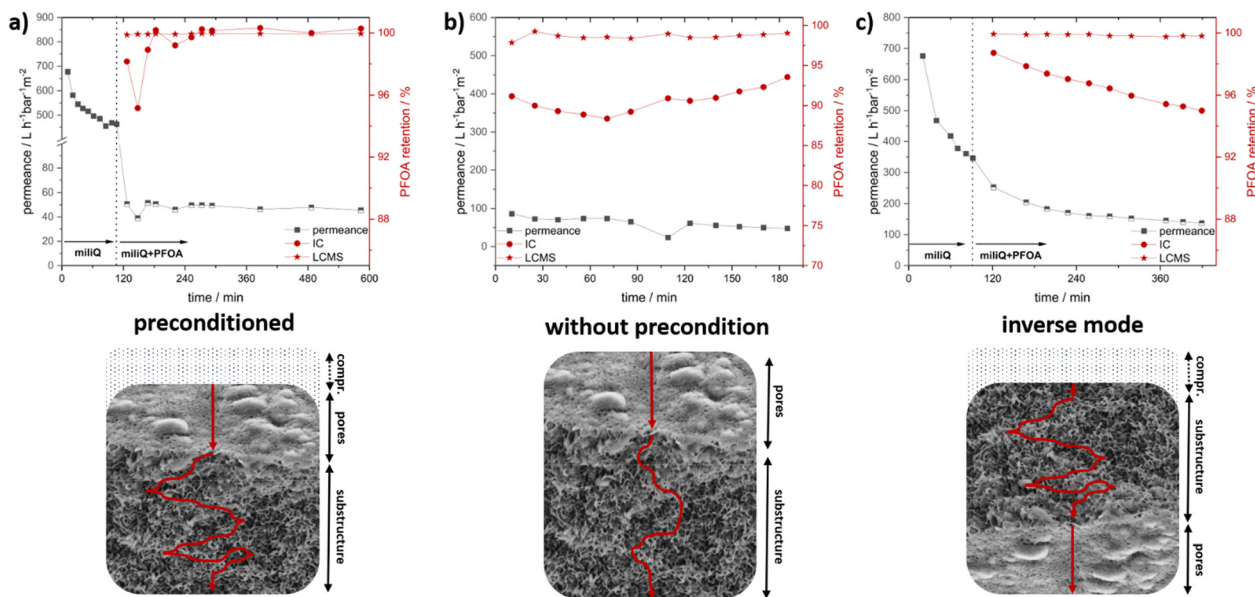 a)
900
800
700
600
500
80
60
40
20
0
permeance / L h⁻¹bar⁻¹m⁻²
100
96
92
88
PFOA retention / %
permeance
IC
LCMS
miliQ
miliQ+PFOA
0 120 240 360 480 600
time / min
preconditioned
compr.
pores
substructure
b)
600
500
400
300
200
100
0
permeance / L h⁻¹bar⁻¹m⁻²
100
95
90
85
80
75
70
PFOA retention / %
permeance
IC
LCMS
0 30 60 90 120 150 180
time / min
without precondition
pores
substructure
c)
800
700
600
500
400
300
200
100
0
permeance / L h⁻¹bar⁻¹m⁻²
100
96
92
88
PFOA retention / %
permeance
IC
LCMS
miliQ
miliQ+PFOA
0 90 180 270 360
time / min
inverse mode
compr.
substructure
pores